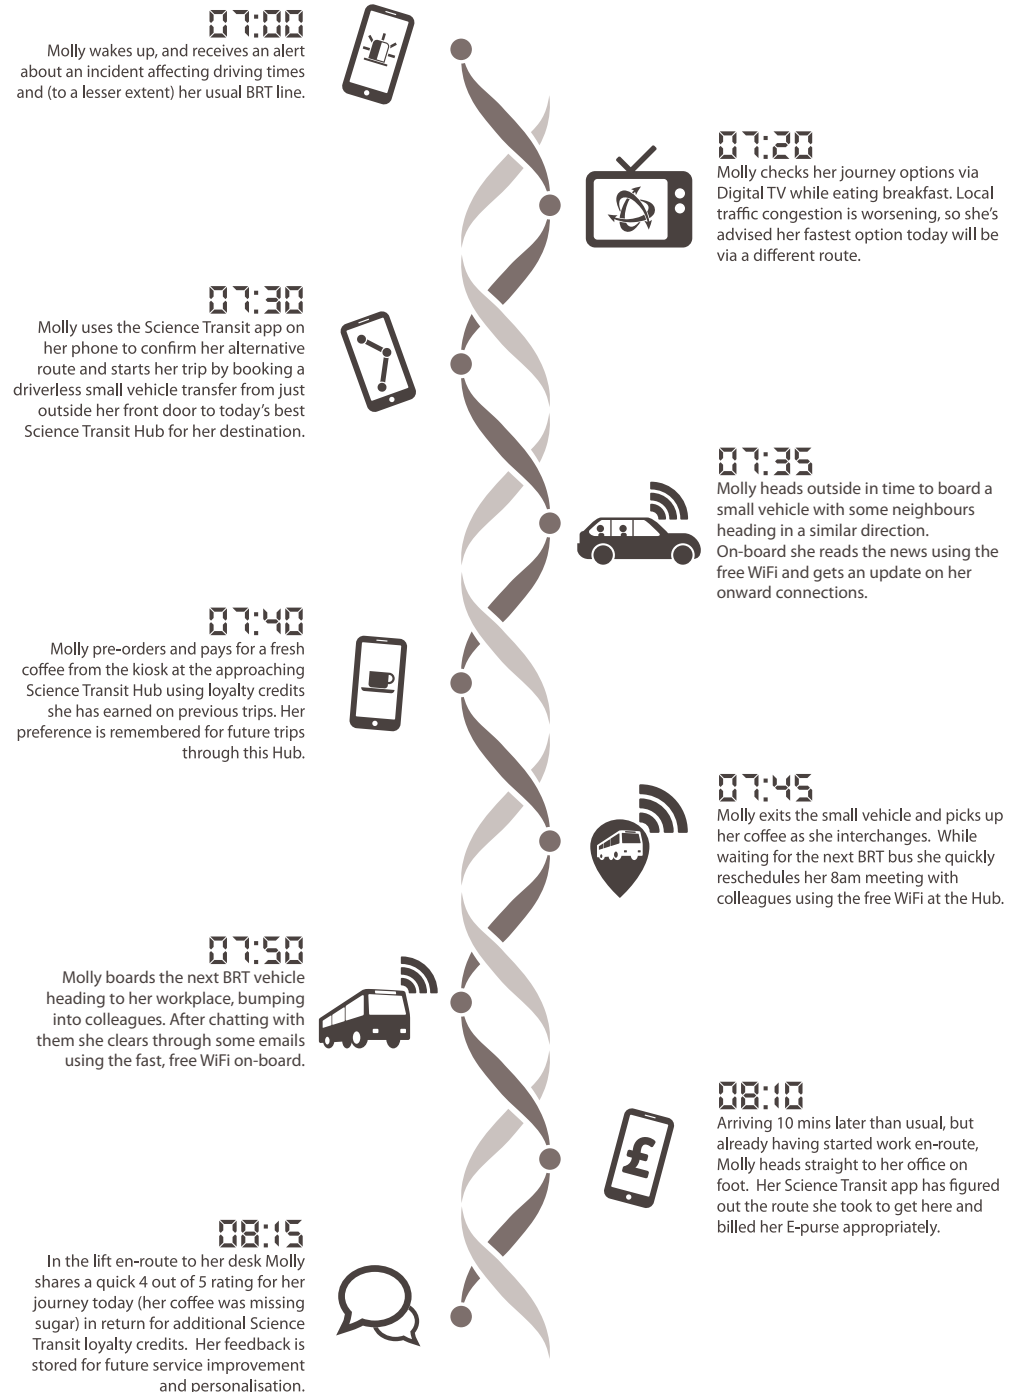 07:00
Molly wakes up, and receives an alert
about an incident affecting driving times
and (to a lesser extent) her usual BRT line.
07:20
Molly checks her journey options via
Digital TV while eating breakfast. Local
traffic congestion is worsening, so she's
advised her fastest option today will be
via a different route.
07:30
Molly uses the Science Transit app on
her phone to confirm her alternative
route and starts her trip by booking a
driverless small vehicle transfer from just
outside her front door to today's best
Science Transit Hub for her destination.
07:35
Molly heads outside in time to board a
small vehicle with some neighbours
heading in a similar direction.
On-board she reads the news using the
free WiFi and gets an update on her
onward connections.
07:40
Molly pre-orders and pays for a fresh
coffee from the kiosk at the approaching
Science Transit Hub using loyalty credits
she has earned on previous trips. Her
preference is remembered for future trips
through this Hub.
07:45
Molly exits the small vehicle and picks up
her coffee as she interchanges. While
waiting for the next BRT bus she quickly
reschedules her 8am meeting with
colleagues using the free WiFi at the Hub.
07:50
Molly boards the next BRT vehicle
heading to her workplace, bumping
into colleagues. After chatting with
them she clears through some emails
using the fast, free WiFi on-board.
08:10
Arriving 10 mins later than usual, but
already having started work en-route,
Molly heads straight to her office on
foot. Her Science Transit app has figured
out the route she took to get here and
billed her E-purse appropriately.
£
08:15
In the lift en-route to her desk Molly
shares a quick 4 out of 5 rating for her
journey today (her coffee was missing
sugar) in return for additional Science
Transit loyalty credits. Her feedback is
stored for future service improvement
and personalisation.